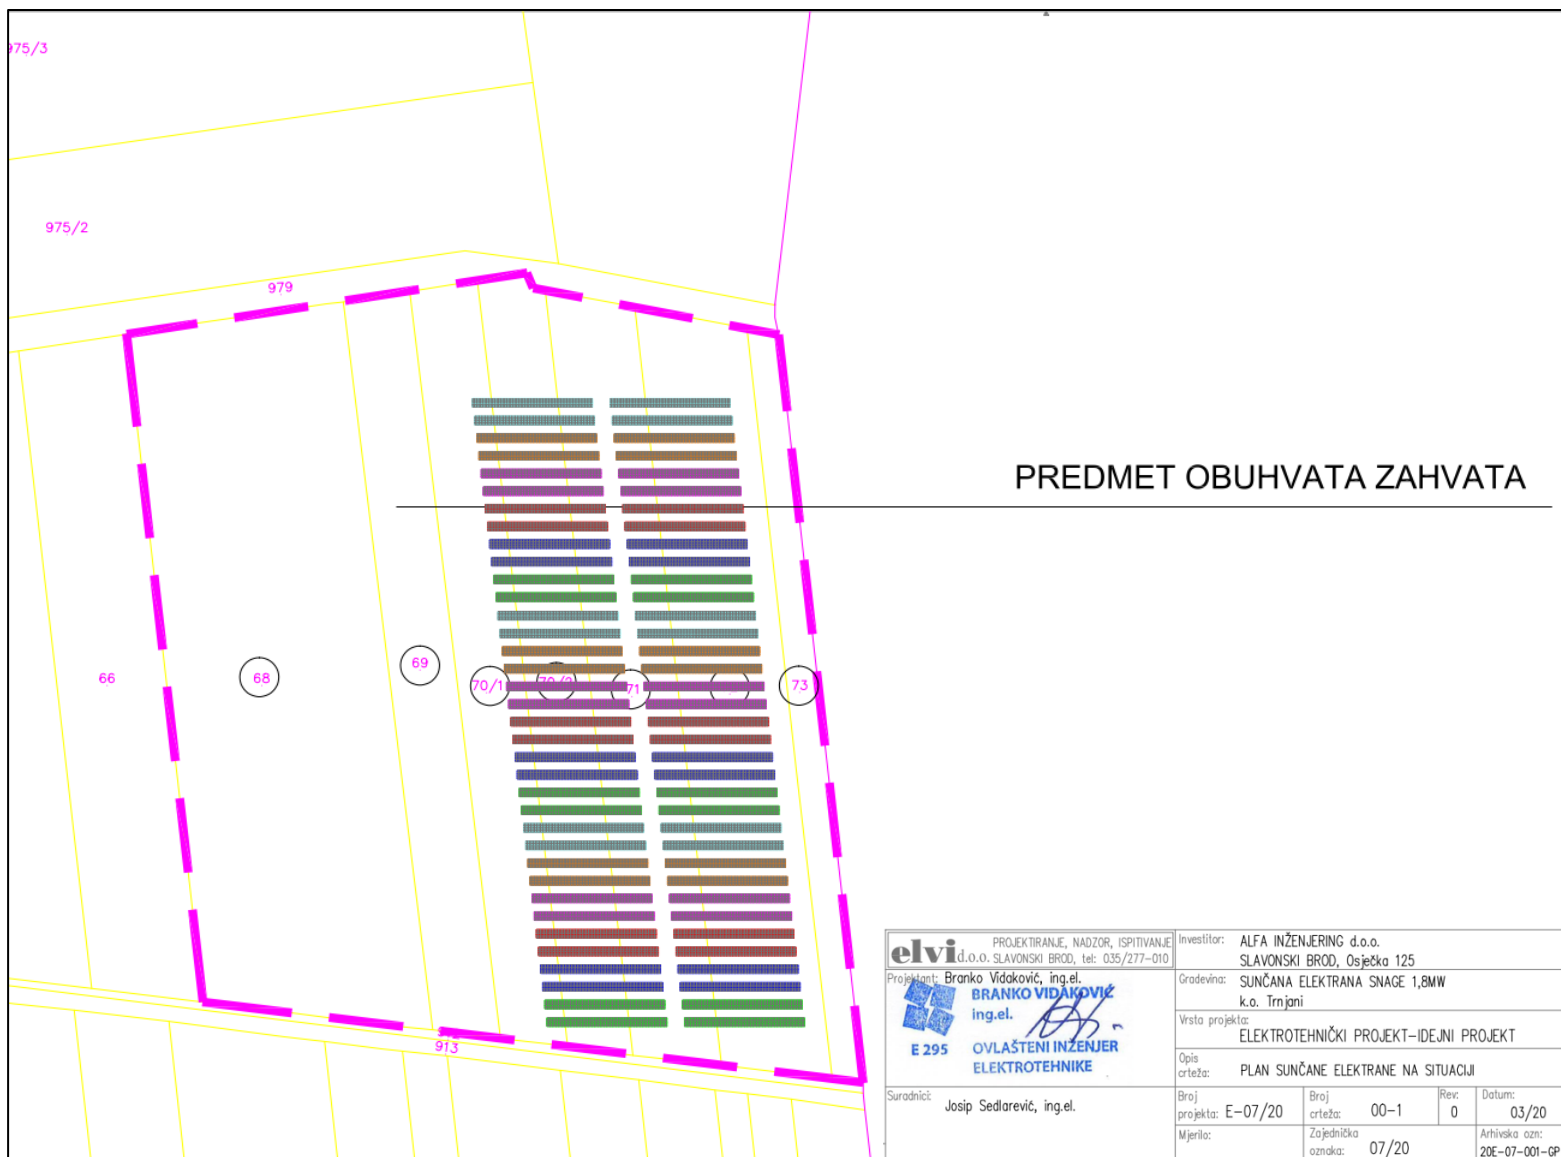 975/3
975/2
979
PREDMET OBUHVATA ZAHVATA
66
68
69
70/1
70/2
71
73
913
elvi d.o.o. PROJEKTIRANJE, NADZOR, ISPITIVANJE
SLAVONSKI BROD, tel: 035/277-010
Projektant: Branko Vidaković, ing.el.
BRANKO VIDAKOVIĆ
ing.el.
E 295
OVLAŠTENI INŽENJER
ELEKTROTEHNIKE
Suradnici: Josip Sedlarević, ing.el.
Investitor: ALFA INŽENJERING d.o.o.
SLAVONSKI BROD, Osječka 125
Građevina: SUNČANA ELEKTRANA SNAGE 1,8MW
k.o. Trnjani
Vrsta projekta:
ELEKTROTEHNIČKI PROJEKT-IDEJNI PROJEKT
Opis
crteža: PLAN SUNČANE ELEKTRANE NA SITUACIJI
Broj
projekta: E-07/20
Broj
crteža: 00-1
Rev:
0
Datum:
03/20
Mjerilo:
Zajednička
oznaka: 07/20
Arhivska ozn:
20E-07-001-GP